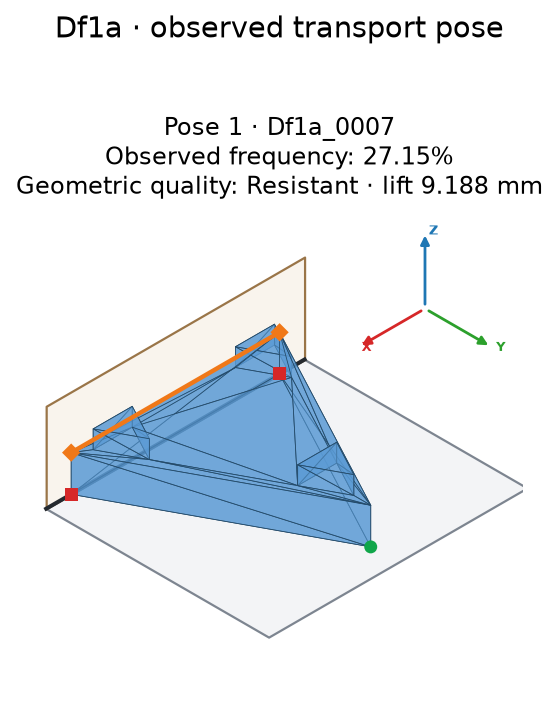 Df1a · observed transport pose
Pose 1 · Df1a_0007
Observed frequency: 27.15%
Geometric quality: Resistant · lift 9.188 mm
Z
X
Y